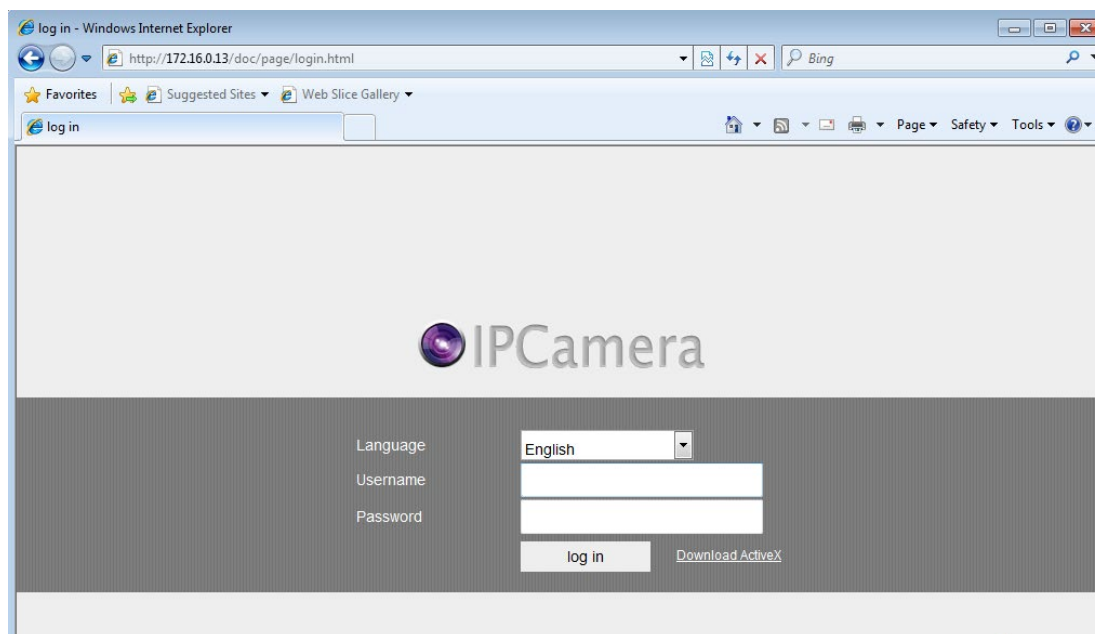 log in - Windows Internet Explorer
http://172.16.0.13/doc/page/login.html
Bing
Favorites Suggested Sites Web Slice Gallery
log in
Page Safety Tools
IPCamera
Language English
Username
Password
log in Download ActiveX